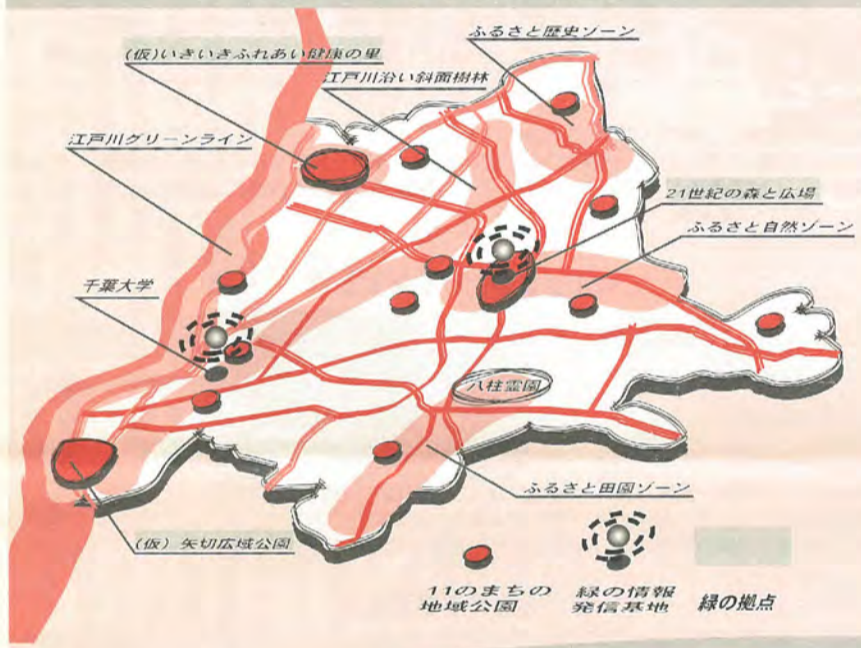 ふるさと歴史ゾーン
(仮)いきいきふれあい健康の里
江戸川沿い斜面樹林
江戸川グリーンライン
21世紀の森と広場
ふるさと自然ゾーン
千葉大学
八柱霊園
ふるさと田園ゾーン
(仮) 矢切広域公園
11のまちの
地域公園
緑の情報
発信基地
緑の拠点